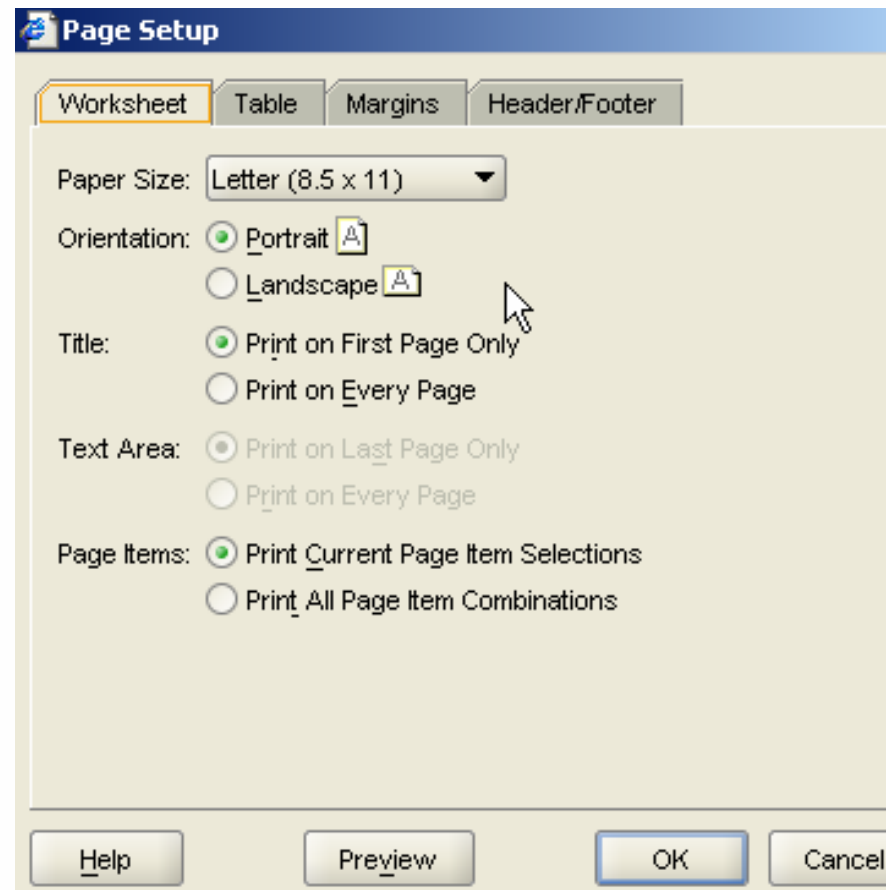 Page Setup
Worksheet Table Margins Header/Footer
Paper Size: Letter (8.5 x 11)
Orientation: Portrait A
Landscape A
Title: Print on First Page Only
Print on Every Page
Text Area: Print on Last Page Only
Print on Every Page
Page Items: Print Current Page Item Selections
Print All Page Item Combinations
Help Preview OK Cancel